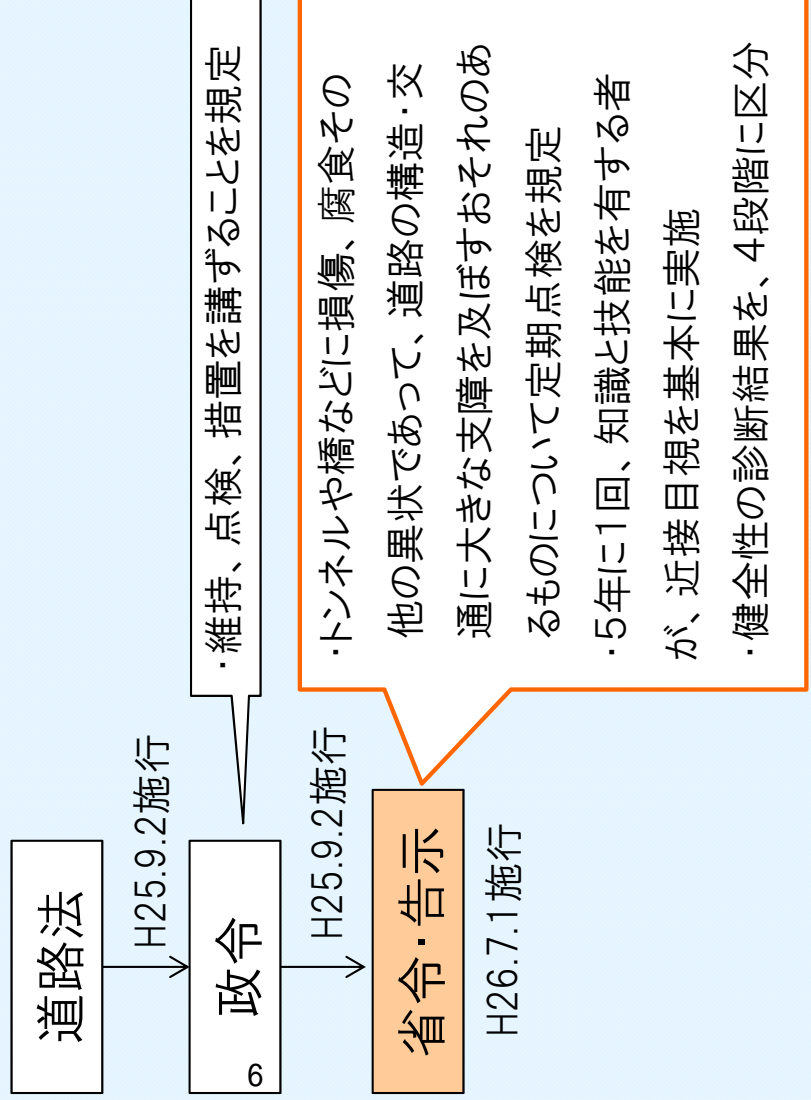 道路法
H25.9.2施行
政令
・維持、点検、措置を講ずることを規定
H25.9.2施行
省令・告示
H26.7.1施行
・トンネルや橋などに損傷、腐食その
他の異状であって、道路の構造・交
通に大きな支障を及ぼすおそれのあ
るものについて定期点検を規定
・5年に1回、知識と技能を有する者
が、近接目視を基本に実施
・健全性の診断結果を、4段階に区分
6